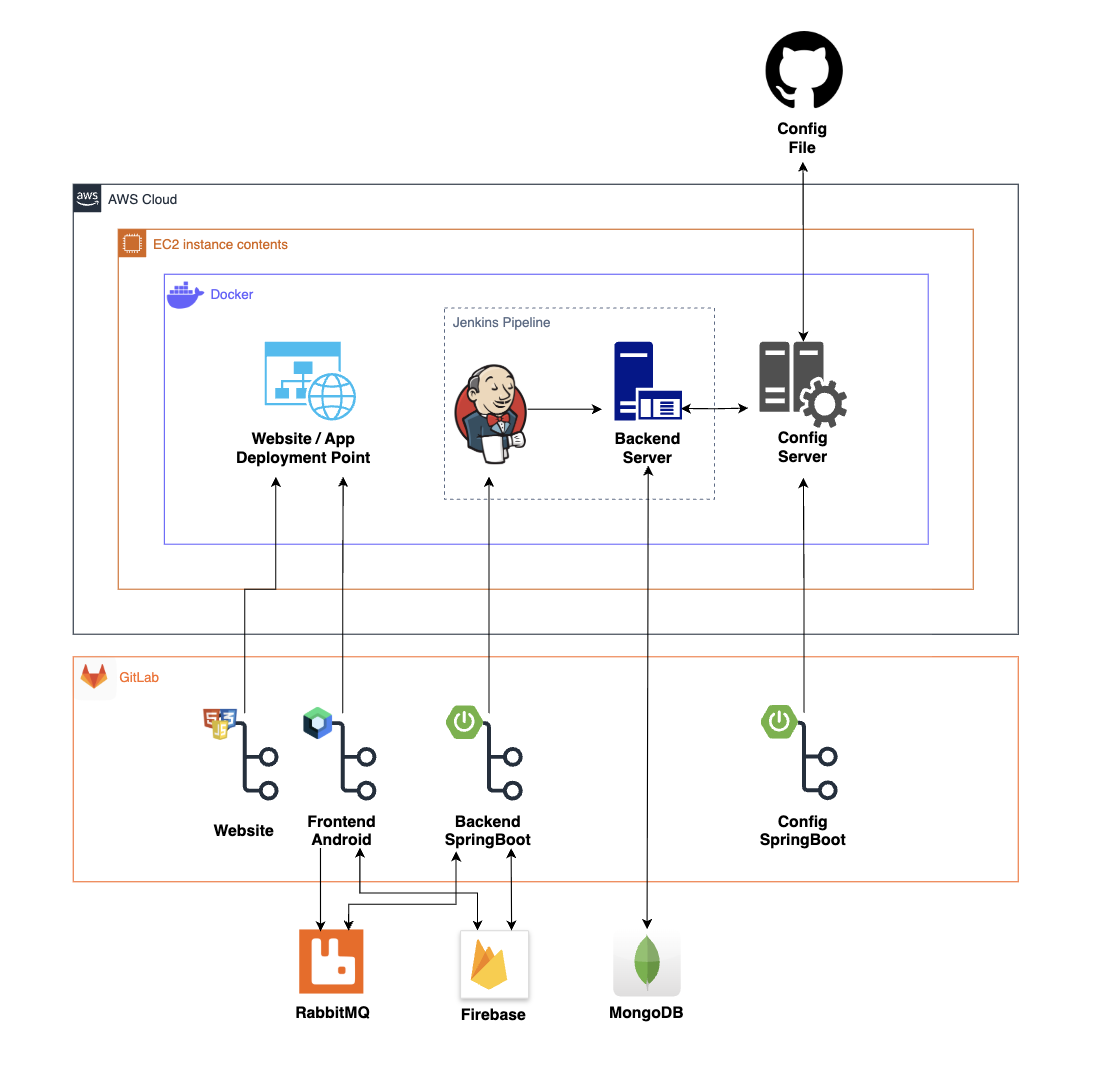 Config
File
aws
AWS Cloud
EC2 instance contents
Docker
Jenkins Pipeline
Website / App
Deployment Point
Backend
Server
Config
Server
GitLab
JS
Website
Frontend
Android
Backend
SpringBoot
Config
SpringBoot
RabbitMQ
Firebase
MongoDB